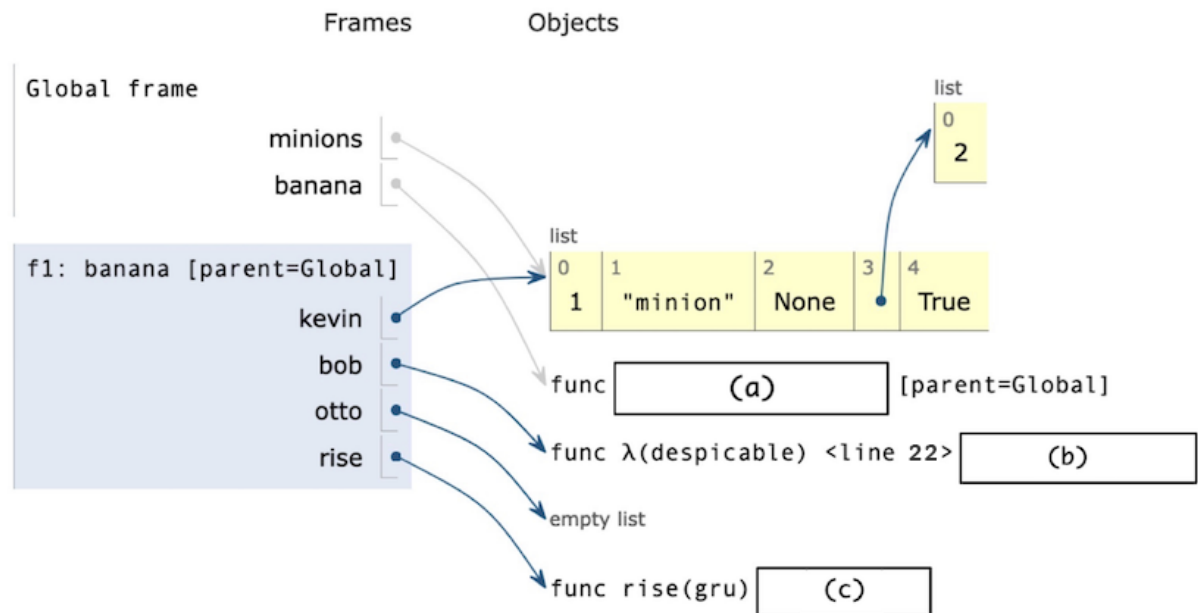 Frames Objects
Global frame
minions
banana
list
0
2
f1: banana [parent=Global]
kevin
bob
otto
rise
list
0 1 2 3 4
1 "minion" None True
func (a) [parent=Global]
func λ(despicable) <line 22> (b)
empty list
func rise(gru) (c)